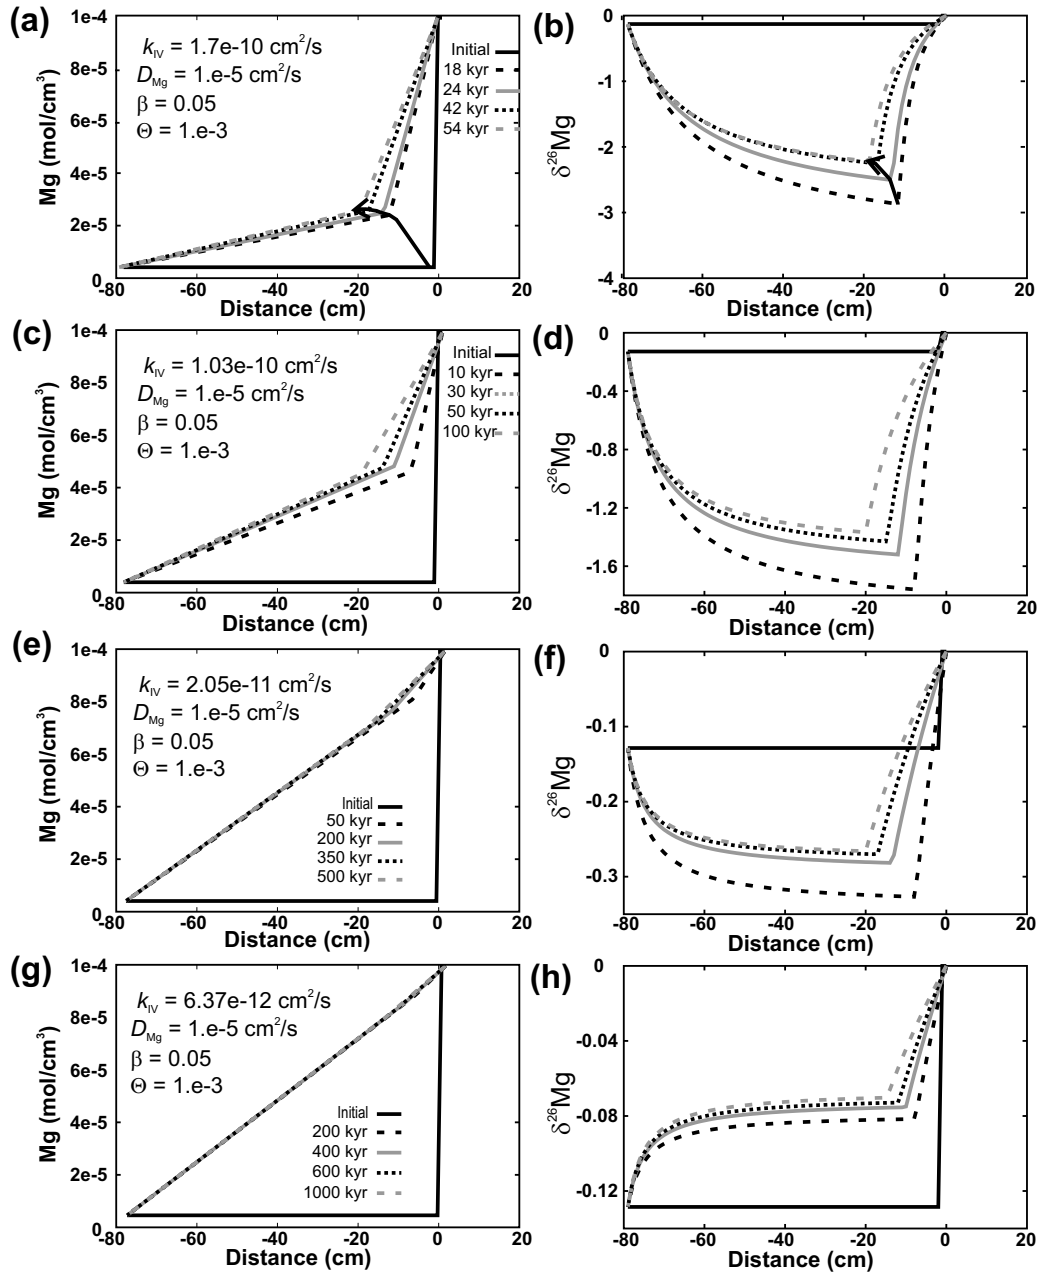 (a)
1e-4
8e-5
6e-5
4e-5
2e-5
0
Mg (mol/cm³)
k_IV = 1.7e-10 cm²/s
D_Mg = 1.e-5 cm²/s
β = 0.05
Θ = 1.e-3
Initial
18 kyr
24 kyr
42 kyr
54 kyr
-80 -60 -40 -20 0 20
Distance (cm)
(b)
0
-1
-2
-3
-4
δ²⁶Mg
-80 -60 -40 -20 0 20
Distance (cm)
(c)
1e-4
8e-5
6e-5
4e-5
2e-5
0
Mg (mol/cm³)
k_IV = 1.03e-10 cm²/s
D_Mg = 1.e-5 cm²/s
β = 0.05
Θ = 1.e-3
Initial
10 kyr
30 kyr
50 kyr
100 kyr
-80 -60 -40 -20 0 20
Distance (cm)
(d)
0
-0.4
-0.8
-1.2
-1.6
δ²⁶Mg
-80 -60 -40 -20 0 20
Distance (cm)
(e)
1e-4
8e-5
6e-5
4e-5
2e-5
0
Mg (mol/cm³)
k_IV = 2.05e-11 cm²/s
D_Mg = 1.e-5 cm²/s
β = 0.05
Θ = 1.e-3
Initial
50 kyr
200 kyr
350 kyr
500 kyr
-80 -60 -40 -20 0 20
Distance (cm)
(f)
0
-0.1
-0.2
-0.3
δ²⁶Mg
-80 -60 -40 -20 0 20
Distance (cm)
(g)
1e-4
8e-5
6e-5
4e-5
2e-5
0
Mg (mol/cm³)
k_IV = 6.37e-12 cm²/s
D_Mg = 1.e-5 cm²/s
β = 0.05
Θ = 1.e-3
Initial
200 kyr
400 kyr
600 kyr
1000 kyr
-80 -60 -40 -20 0 20
Distance (cm)
(h)
0
-0.04
-0.08
-0.12
δ²⁶Mg
-80 -60 -40 -20 0 20
Distance (cm)